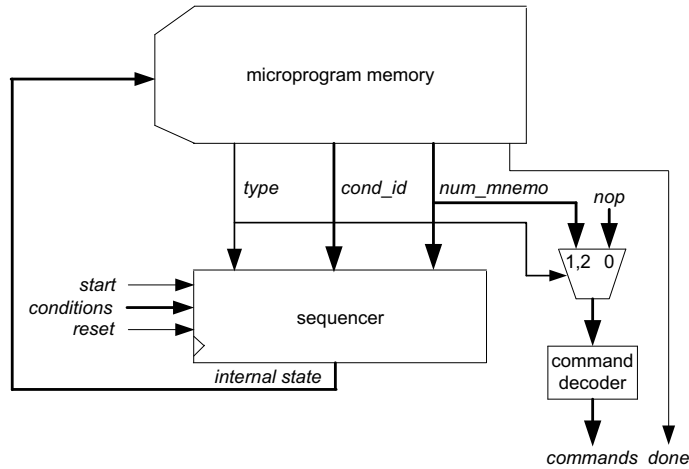 microprogram memory
type
cond_id
num_mnemo
nop
1,2 0
start
conditions
reset
sequencer
internal state
command
decoder
commands
done